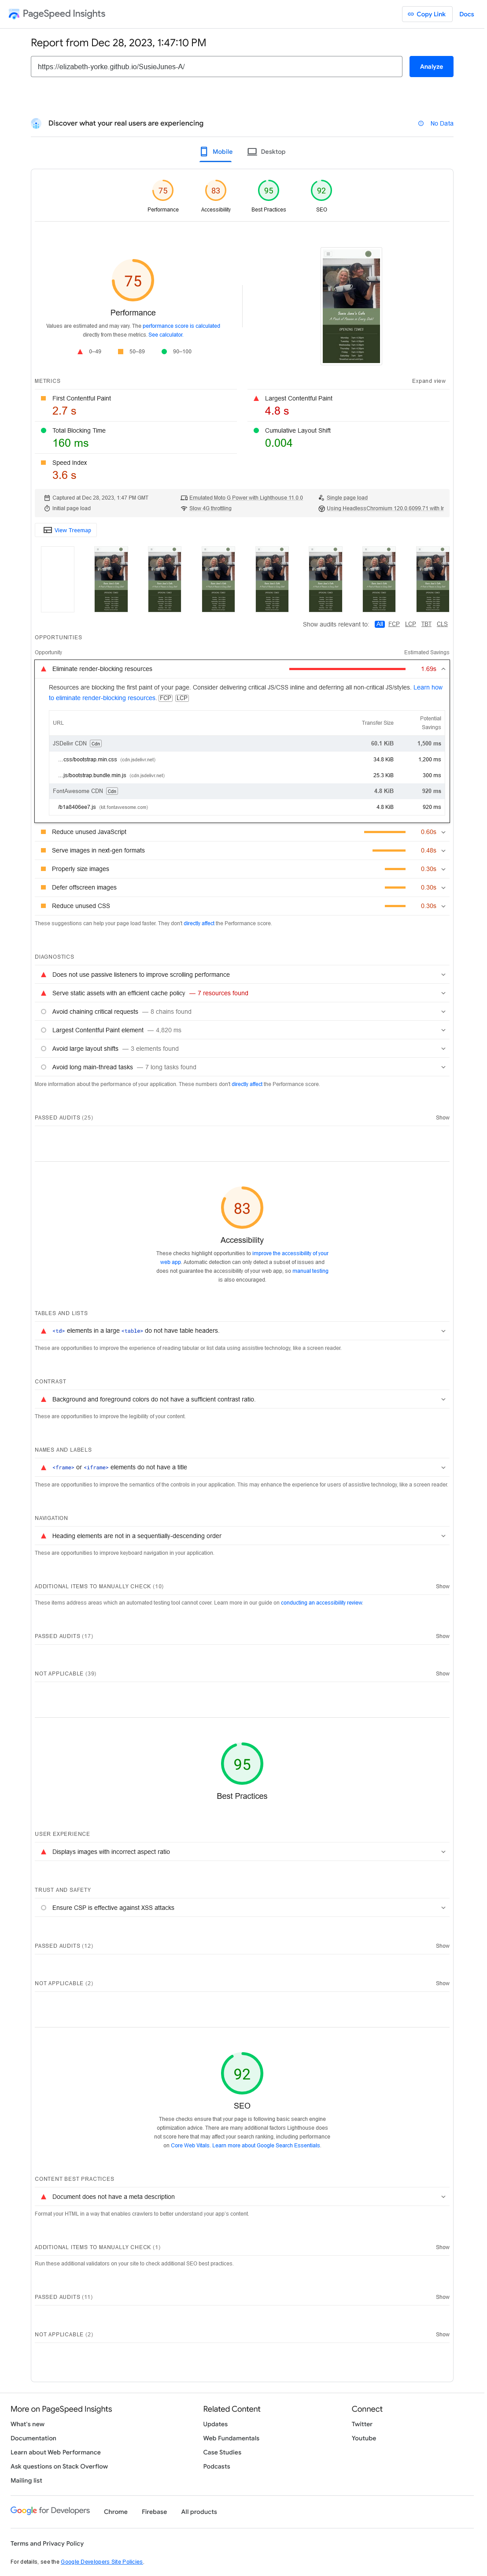 PageSpeed Insights
Copy Link
Docs
Report from Dec 28, 2023, 1:47:10 PM
https://elizabeth-yorke.github.io/SusieJunes-A/
Analyze
Discover what your real users are experiencing
No Data
Mobile
Desktop
75
83
95
92
Performance
Accessibility
Best Practices
SEO
75
Performance
Values are estimated and may vary. The performance score is calculated
directly from these metrics. See calculator.
0–49
50–89
90–100
OPENING TIMES
METRICS
Expand view
First Contentful Paint
2.7 s
Largest Contentful Paint
4.8 s
Total Blocking Time
160 ms
Cumulative Layout Shift
0.004
Speed Index
3.6 s
Captured at Dec 28, 2023, 1:47 PM GMT
Emulated Moto G Power with Lighthouse 11.0.0
Single page load
Initial page load
Slow 4G throttling
Using HeadlessChromium 120.0.6099.71 with lr
View Treemap
Show audits relevant to:
All
FCP
LCP
TBT
CLS
OPPORTUNITIES
Opportunity
Estimated Savings
Eliminate render-blocking resources
1.69s
Resources are blocking the first paint of your page. Consider delivering critical JS/CSS inline and deferring all non-critical JS/styles. Learn how
to eliminate render-blocking resources. FCP LCP
URL
Transfer Size
Potential
Savings
JSDelivr CDN Cdn
60.1 KiB
1,500 ms
…css/bootstrap.min.css (cdn.jsdelivr.net)
34.8 KiB
1,200 ms
…js/bootstrap.bundle.min.js (cdn.jsdelivr.net)
25.3 KiB
300 ms
FontAwesome CDN Cdn
4.8 KiB
920 ms
/b1a6406ee7.js (kit.fontawesome.com)
4.8 KiB
920 ms
Reduce unused JavaScript
0.60s
Serve images in next-gen formats
0.48s
Properly size images
0.30s
Defer offscreen images
0.30s
Reduce unused CSS
0.30s
These suggestions can help your page load faster. They don't directly affect the Performance score.
DIAGNOSTICS
Does not use passive listeners to improve scrolling performance
Serve static assets with an efficient cache policy — 7 resources found
Avoid chaining critical requests — 8 chains found
Largest Contentful Paint element — 4,820 ms
Avoid large layout shifts — 3 elements found
Avoid long main-thread tasks — 7 long tasks found
More information about the performance of your application. These numbers don't directly affect the Performance score.
PASSED AUDITS (25)
Show
83
Accessibility
These checks highlight opportunities to improve the accessibility of your
web app. Automatic detection can only detect a subset of issues and
does not guarantee the accessibility of your web app, so manual testing
is also encouraged.
TABLES AND LISTS
<td> elements in a large <table> do not have table headers.
These are opportunities to improve the experience of reading tabular or list data using assistive technology, like a screen reader.
CONTRAST
Background and foreground colors do not have a sufficient contrast ratio.
These are opportunities to improve the legibility of your content.
NAMES AND LABELS
<frame> or <iframe> elements do not have a title
These are opportunities to improve the semantics of the controls in your application. This may enhance the experience for users of assistive technology, like a screen reader.
NAVIGATION
Heading elements are not in a sequentially-descending order
These are opportunities to improve keyboard navigation in your application.
ADDITIONAL ITEMS TO MANUALLY CHECK (10)
Show
These items address areas which an automated testing tool cannot cover. Learn more in our guide on conducting an accessibility review.
PASSED AUDITS (17)
Show
NOT APPLICABLE (39)
Show
95
Best Practices
USER EXPERIENCE
Displays images with incorrect aspect ratio
TRUST AND SAFETY
Ensure CSP is effective against XSS attacks
PASSED AUDITS (12)
Show
NOT APPLICABLE (2)
Show
92
SEO
These checks ensure that your page is following basic search engine
optimization advice. There are many additional factors Lighthouse does
not score here that may affect your search ranking, including performance
on Core Web Vitals. Learn more about Google Search Essentials.
CONTENT BEST PRACTICES
Document does not have a meta description
Format your HTML in a way that enables crawlers to better understand your app's content.
ADDITIONAL ITEMS TO MANUALLY CHECK (1)
Show
Run these additional validators on your site to check additional SEO best practices.
PASSED AUDITS (11)
Show
NOT APPLICABLE (2)
Show
More on PageSpeed Insights
What's new
Documentation
Learn about Web Performance
Ask questions on Stack Overflow
Mailing list
Related Content
Updates
Web Fundamentals
Case Studies
Podcasts
Connect
Twitter
Youtube
Google for Developers
Chrome
Firebase
All products
Terms and Privacy Policy
For details, see the Google Developers Site Policies.